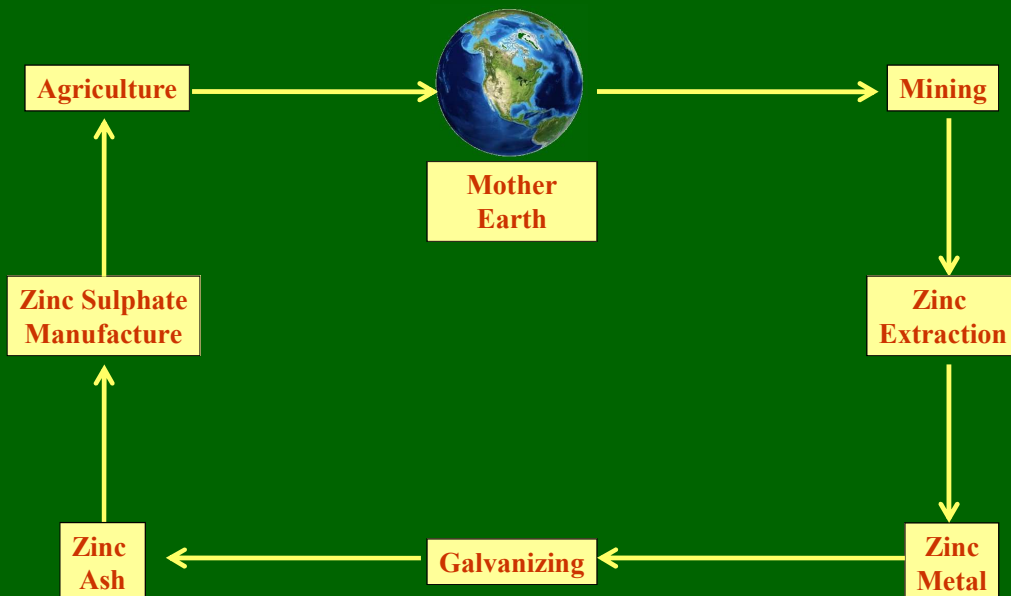 Agriculture
Mining
Mother
Earth
Zinc Sulphate
Manufacture
Zinc
Extraction
Zinc
Ash
Galvanizing
Zinc
Metal